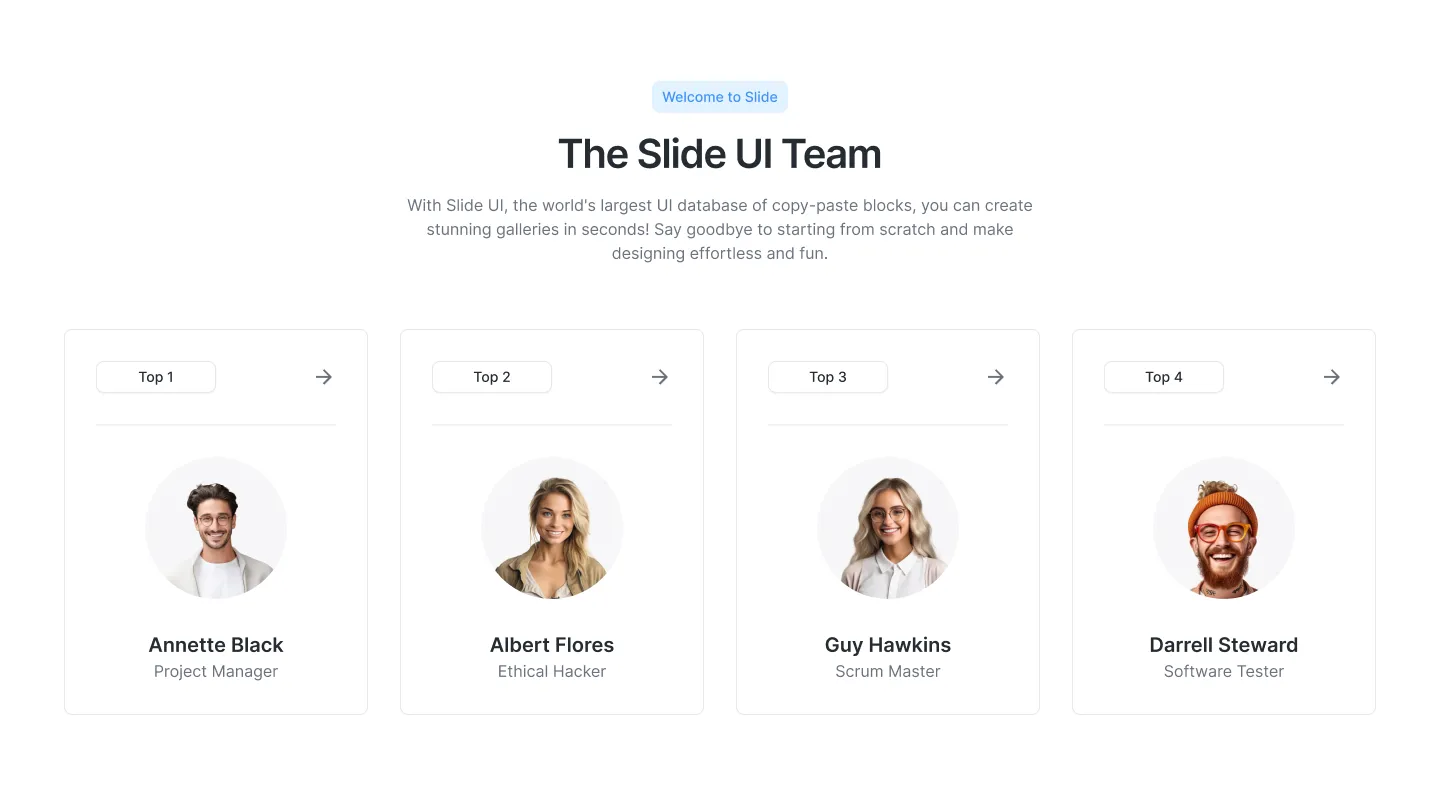 Welcome to Slide
The Slide UI Team
With Slide UI, the world's largest UI database of copy-paste blocks, you can create
stunning galleries in seconds! Say goodbye to starting from scratch and make
designing effortless and fun.
Top 1
Annette Black
Project Manager
Top 2
Albert Flores
Ethical Hacker
Top 3
Guy Hawkins
Scrum Master
Top 4
Darrell Steward
Software Tester